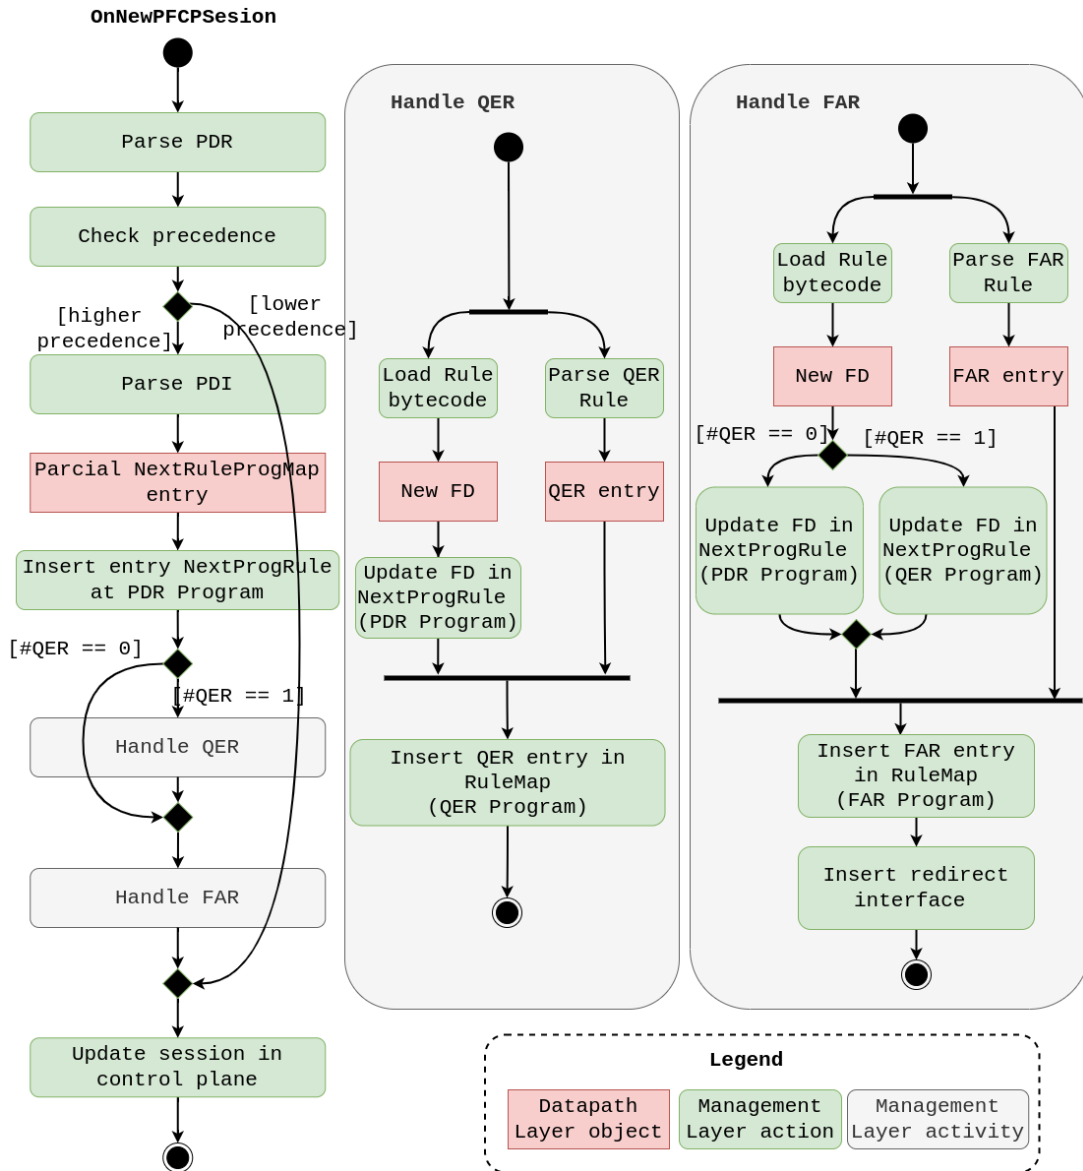 OnNewPFCPSesion
Parse PDR
Check precedence
[higher
precedence]
[lower
precedence]
Parse PDI
Parcial NextRuleProgMap
entry
Insert entry NextProgRule
at PDR Program
[#QER == 0]
[#QER == 1]
Handle QER
Handle FAR
Update session in
control plane
Handle QER
Load Rule
bytecode
Parse QER
Rule
New FD
QER entry
Update FD in
NextProgRule
(PDR Program)
Insert QER entry in
RuleMap
(QER Program)
Handle FAR
Load Rule
bytecode
Parse FAR
Rule
New FD
FAR entry
[#QER == 0]
[#QER == 1]
Update FD in
NextProgRule
(PDR Program)
Update FD in
NextProgRule
(QER Program)
Insert FAR entry
in RuleMap
(FAR Program)
Insert redirect
interface
Legend
Datapath
Layer object
Management
Layer action
Management
Layer activity